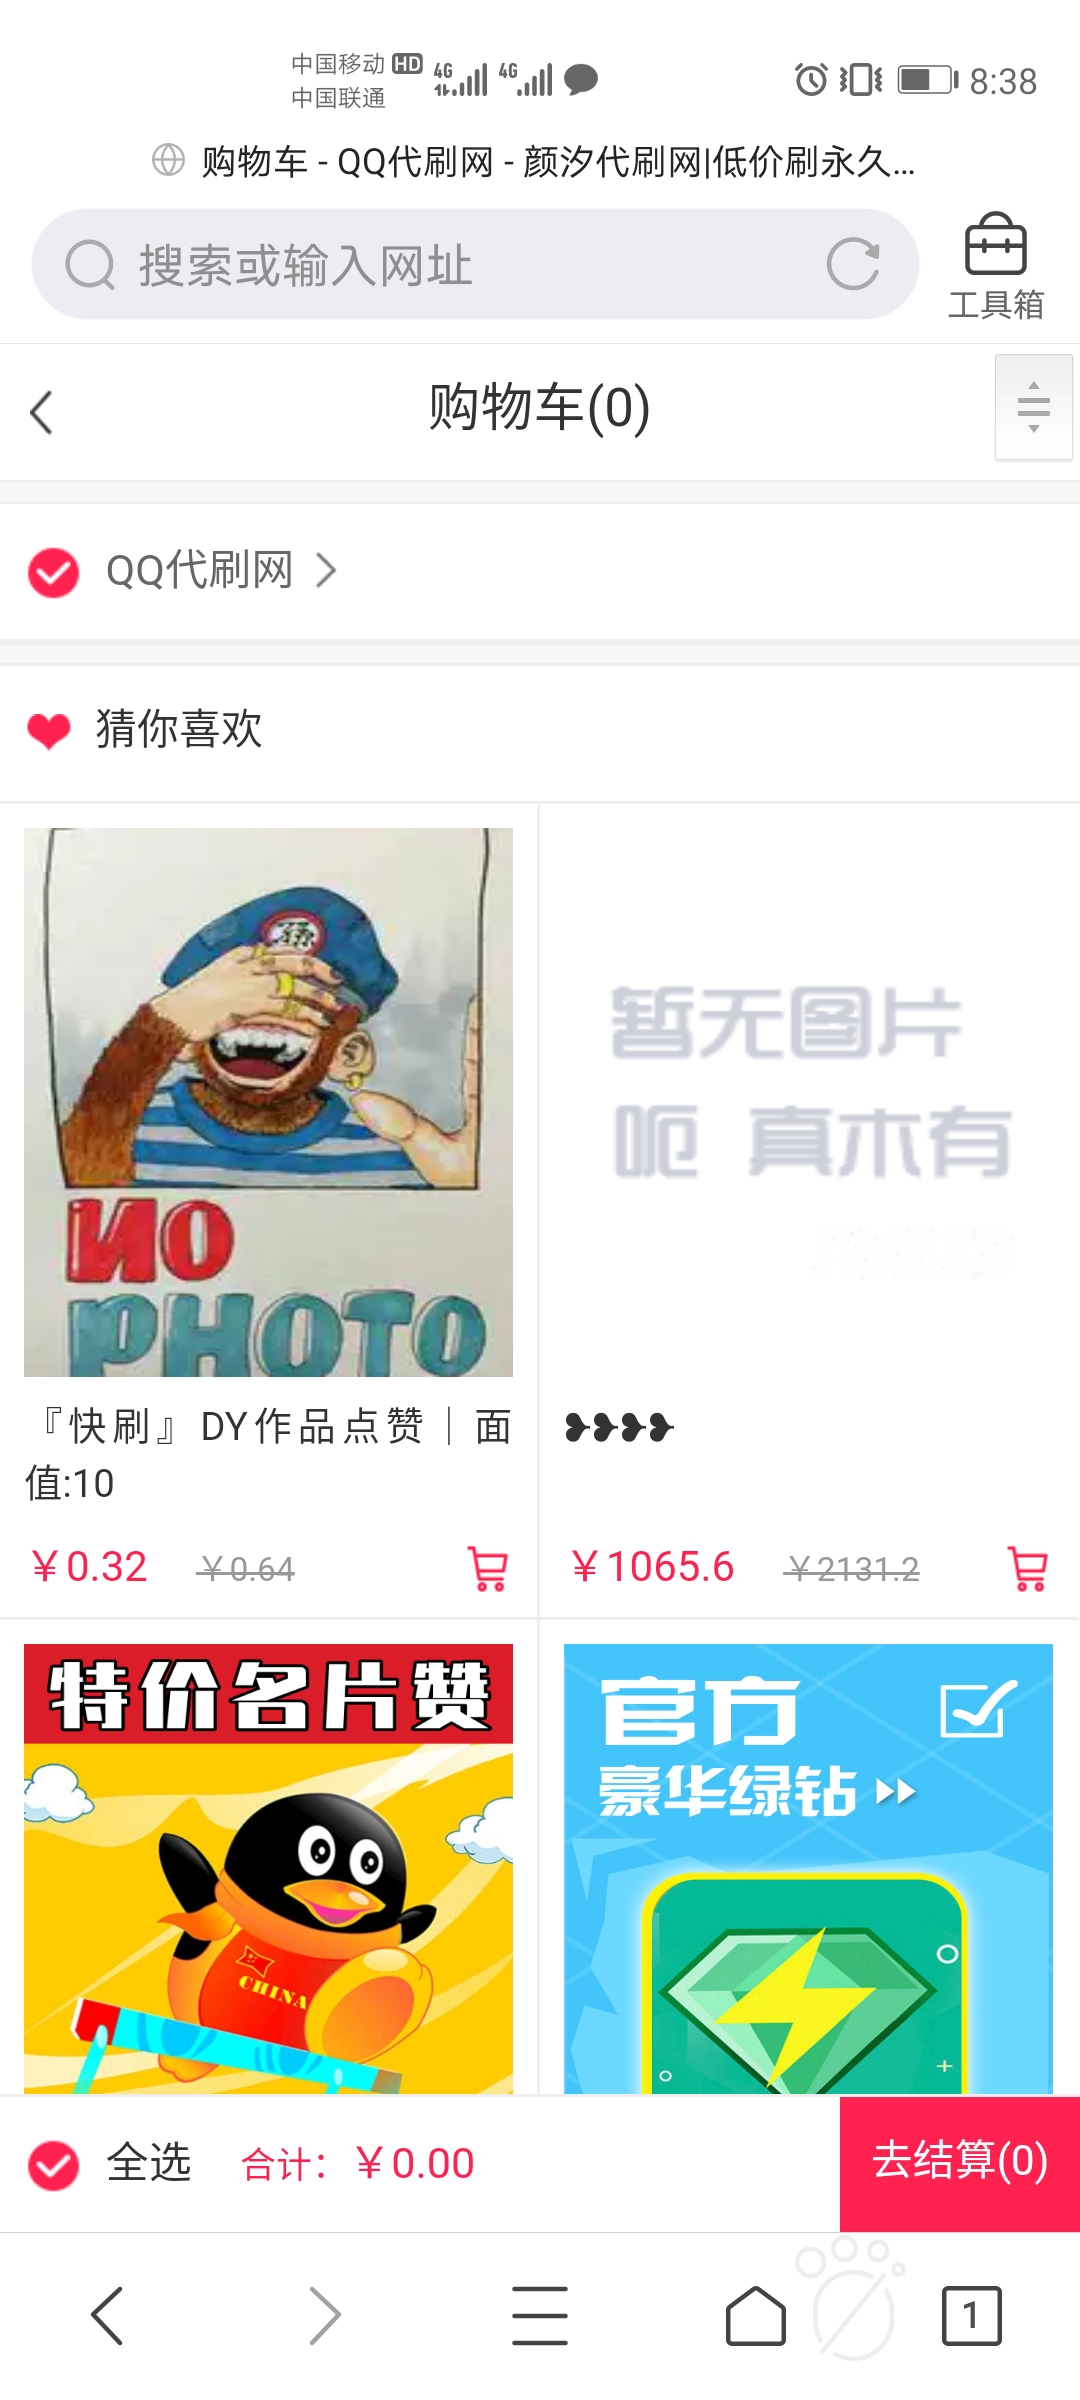 中国移动 HD 4G 4G 8:38
中国联通
购物车 - QQ代刷网 - 颜汐代刷网|低价刷永久...
搜索或输入网址
工具箱
购物车(0)
QQ代刷网
猜你喜欢
暂无图片
呃 真木有
ИO
PHOTO
『快刷』DY作品点赞｜面
值:10
❥❥❥❥
￥0.32 ￥0.64
￥1065.6 ￥2131.2
特价名片赞
CHINA
官方
豪华绿钻
全选 合计：￥0.00
去结算(0)
1